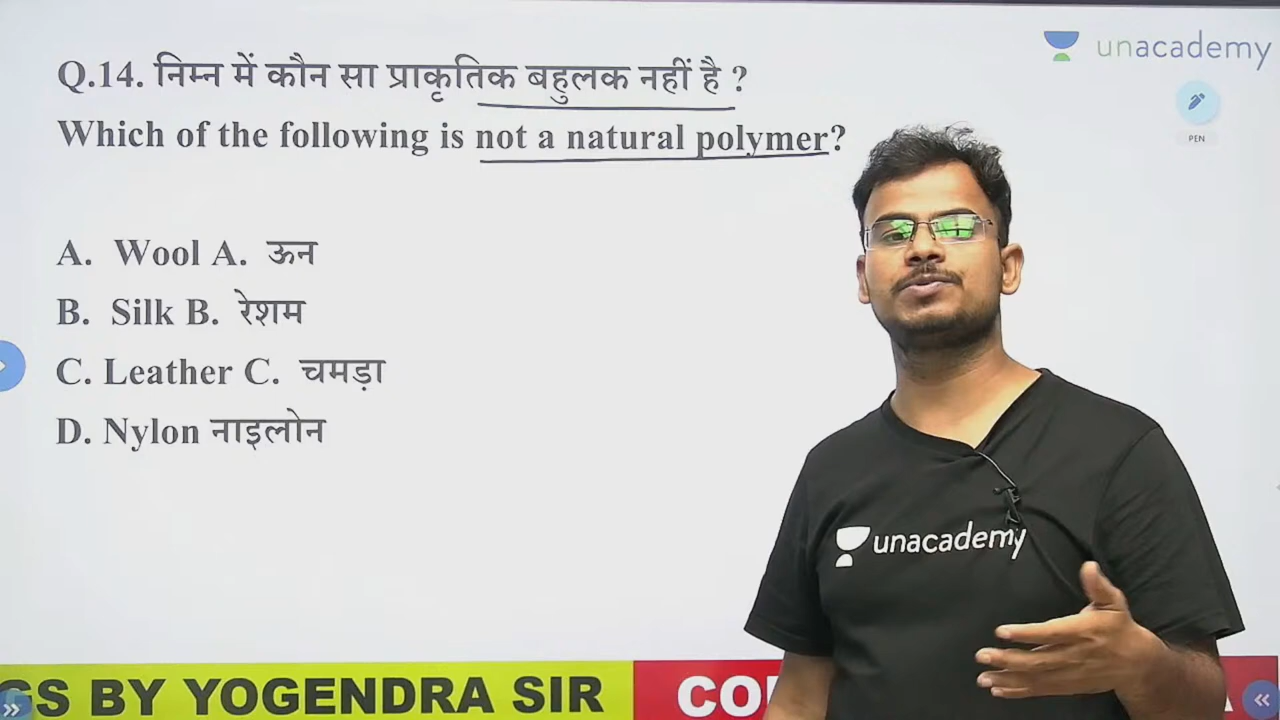 Q.14. निम्न में कौन सा प्राकृतिक बहुलक नहीं है ?
unacademy
PEN
Which of the following is not a natural polymer?
A. Wool A. ऊन
B. Silk B. रेशम
C. Leather C. चमड़ा
D. Nylon नाइलोन
unacademy
GS BY YOGENDRA SIR